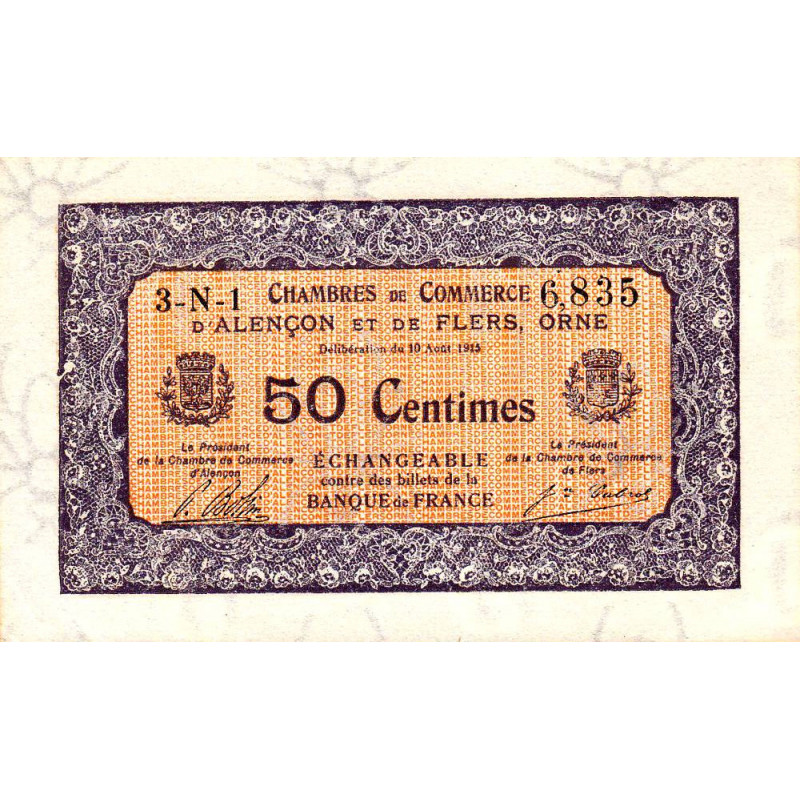 3-N-1 CHAMBRES DE COMMERCE 6,835
D'ALENÇON ET DE FLERS, ORNE
Délibération du 10 Août 1915
50 Centimes
Le Président
de la Chambre de Commerce
d'Alençon
ÉCHANGEABLE
contre des billets de la
BANQUE de FRANCE
Le Président
de la Chambre de Commerce
de Flers